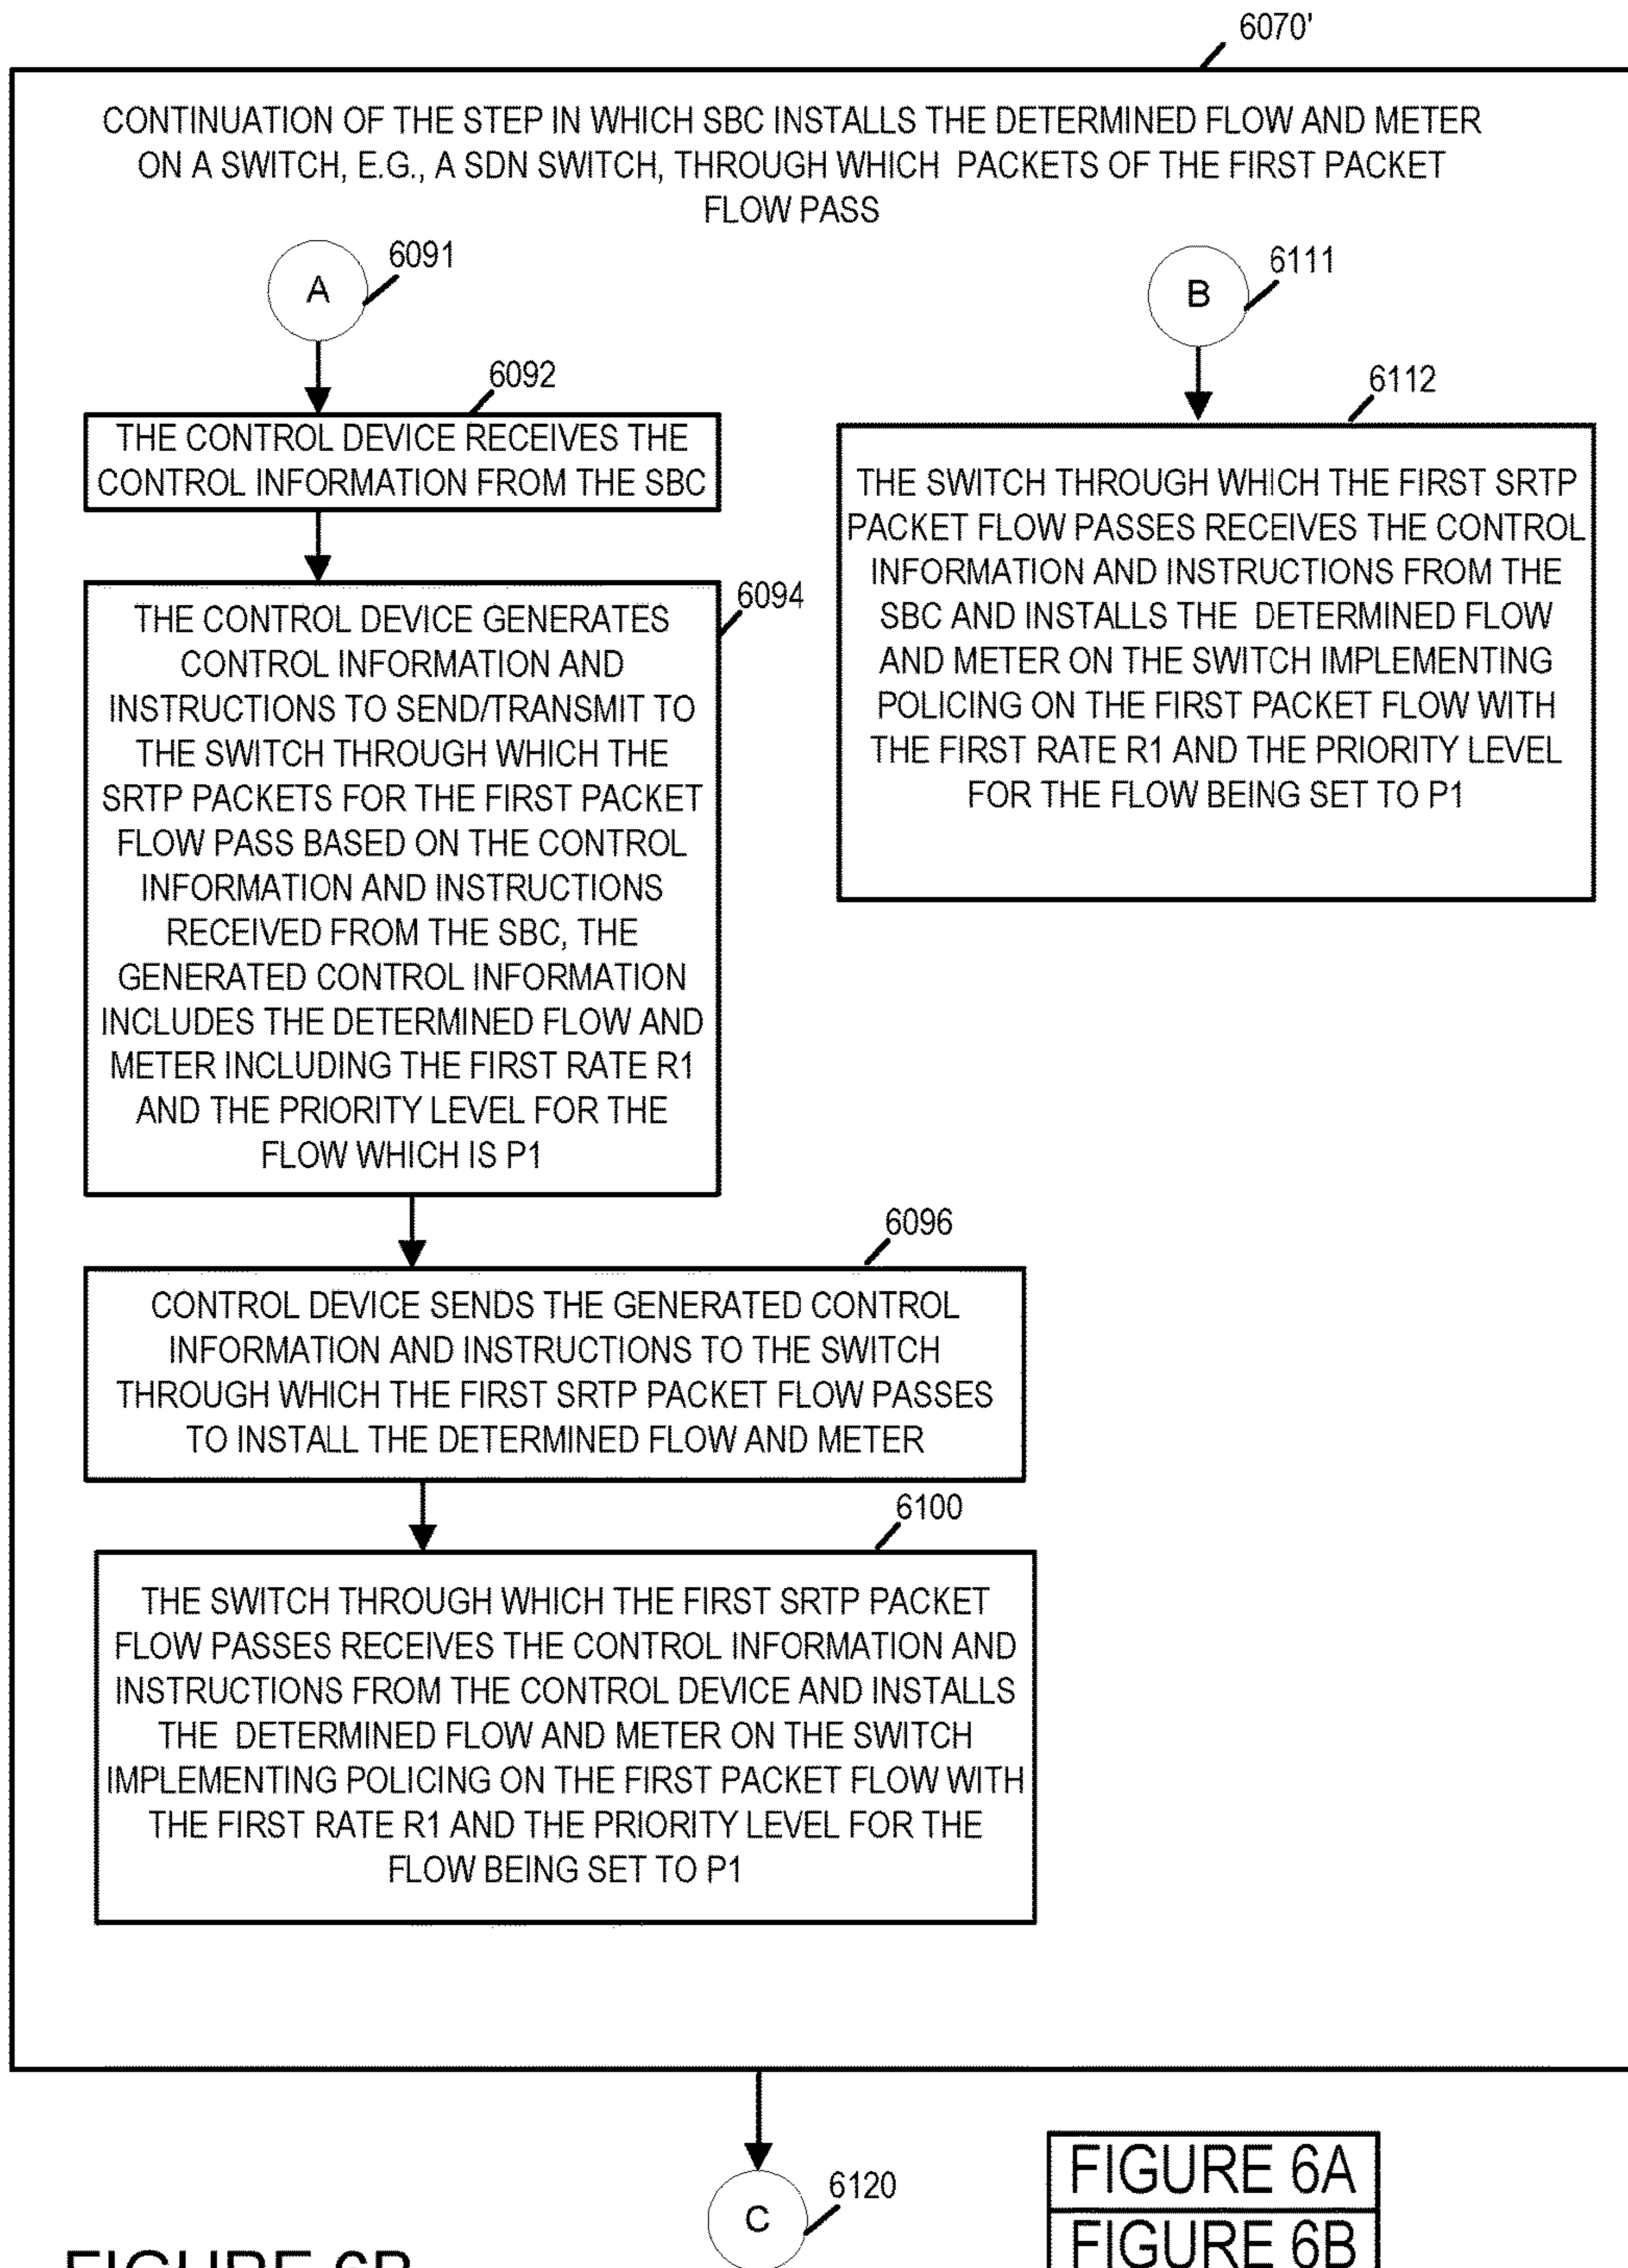 6070'
CONTINUATION OF THE STEP IN WHICH SBC INSTALLS THE DETERMINED FLOW AND METER
ON A SWITCH, E.G., A SDN SWITCH, THROUGH WHICH PACKETS OF THE FIRST PACKET
FLOW PASS
A
6091
6092
THE CONTROL DEVICE RECEIVES THE
CONTROL INFORMATION FROM THE SBC
6094
THE CONTROL DEVICE GENERATES
CONTROL INFORMATION AND
INSTRUCTIONS TO SEND/TRANSMIT TO
THE SWITCH THROUGH WHICH THE
SRTP PACKETS FOR THE FIRST PACKET
FLOW PASS BASED ON THE CONTROL
INFORMATION AND INSTRUCTIONS
RECEIVED FROM THE SBC, THE
GENERATED CONTROL INFORMATION
INCLUDES THE DETERMINED FLOW AND
METER INCLUDING THE FIRST RATE R1
AND THE PRIORITY LEVEL FOR THE
FLOW WHICH IS P1
6096
CONTROL DEVICE SENDS THE GENERATED CONTROL
INFORMATION AND INSTRUCTIONS TO THE SWITCH
THROUGH WHICH THE FIRST SRTP PACKET FLOW PASSES
TO INSTALL THE DETERMINED FLOW AND METER
6100
THE SWITCH THROUGH WHICH THE FIRST SRTP PACKET
FLOW PASSES RECEIVES THE CONTROL INFORMATION AND
INSTRUCTIONS FROM THE CONTROL DEVICE AND INSTALLS
THE DETERMINED FLOW AND METER ON THE SWITCH
IMPLEMENTING POLICING ON THE FIRST PACKET FLOW WITH
THE FIRST RATE R1 AND THE PRIORITY LEVEL FOR THE
FLOW BEING SET TO P1
B
6111
6112
THE SWITCH THROUGH WHICH THE FIRST SRTP
PACKET FLOW PASSES RECEIVES THE CONTROL
INFORMATION AND INSTRUCTIONS FROM THE
SBC AND INSTALLS THE DETERMINED FLOW
AND METER ON THE SWITCH IMPLEMENTING
POLICING ON THE FIRST PACKET FLOW WITH
THE FIRST RATE R1 AND THE PRIORITY LEVEL
FOR THE FLOW BEING SET TO P1
C
6120
FIGURE 6A
FIGURE 6B
FIGURE 6B